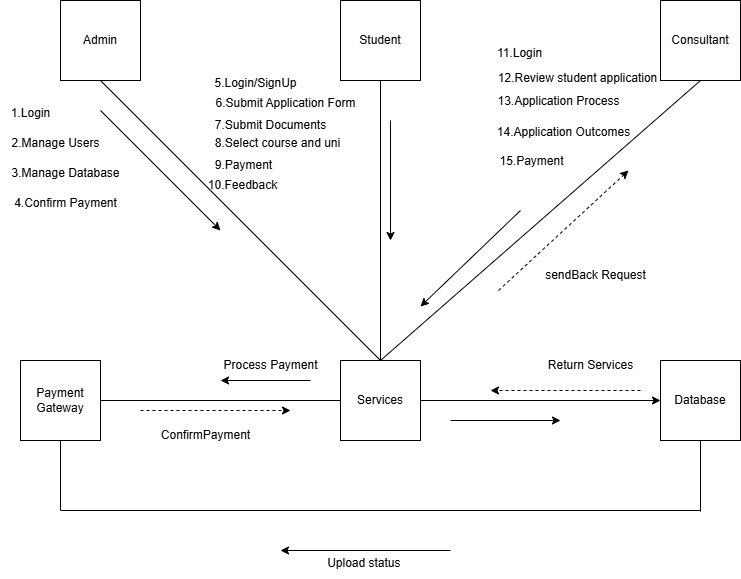 Admin
Student
Consultant
1.Login
2.Manage Users
3.Manage Database
4.Confirm Payment
5.Login/SignUp
6.Submit Application Form
7.Submit Documents
8.Select course and uni
9.Payment
10.Feedback
11.Login
12.Review student application
13.Application Process
14.Application Outcomes
15.Payment
sendBack Request
Process Payment
Return Services
Payment
Gateway
Services
Database
ConfirmPayment
Upload status